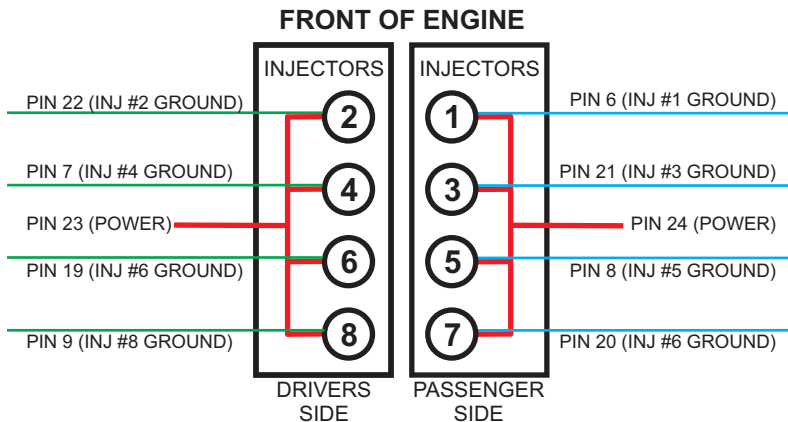 FRONT OF ENGINE
INJECTORS
INJECTORS
PIN 22 (INJ #2 GROUND)
2
1
PIN 6 (INJ #1 GROUND)
PIN 7 (INJ #4 GROUND)
4
3
PIN 21 (INJ #3 GROUND)
PIN 23 (POWER)
PIN 24 (POWER)
PIN 19 (INJ #6 GROUND)
6
5
PIN 8 (INJ #5 GROUND)
PIN 9 (INJ #8 GROUND)
8
7
PIN 20 (INJ #6 GROUND)
DRIVERS
SIDE
PASSENGER
SIDE